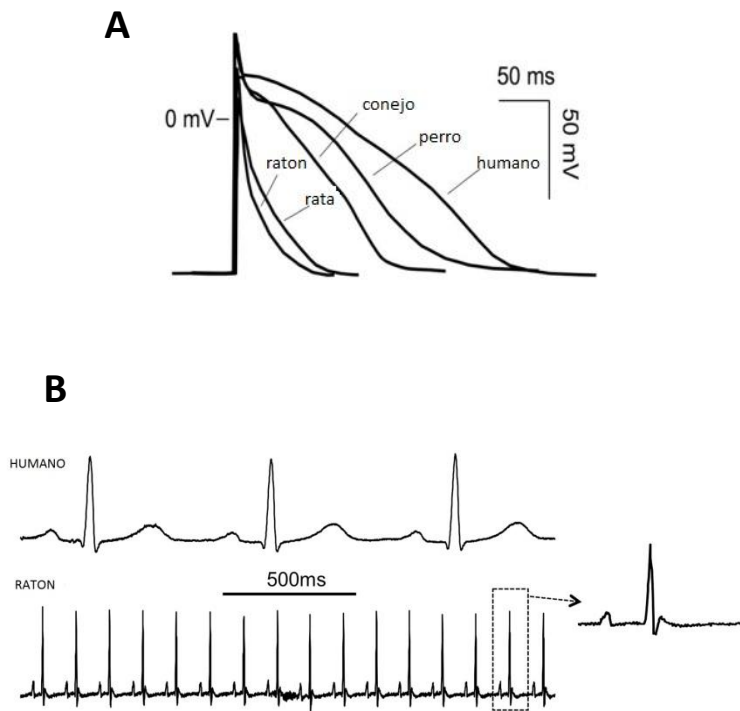 A
50 ms
50 mV
0 mV
conejo
perro
raton
humano
rata
B
HUMANO
500ms
RATON